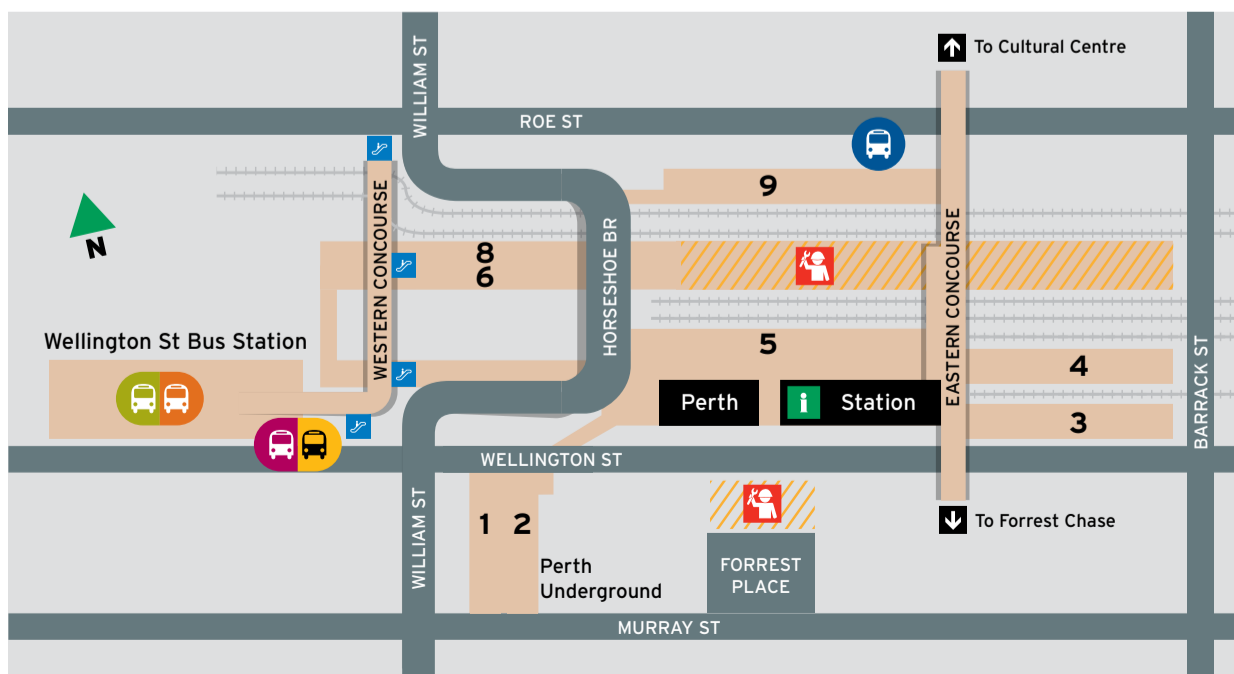 To Cultural Centre
WILLIAM ST
ROE ST
9
N
WESTERN CONCOURSE
8
6
HORSESHOE BR
EASTERN CONCOURSE
5
Wellington St Bus Station
4
BARRACK ST
Perth
i Station
3
WELLINGTON ST
1 2
To Forrest Chase
WILLIAM ST
Perth
Underground
FORREST
PLACE
MURRAY ST